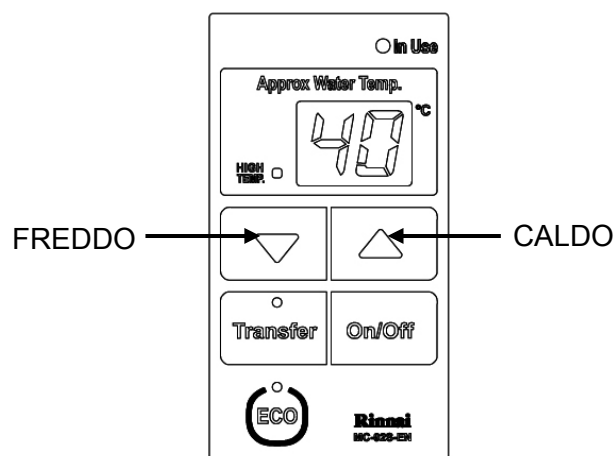 In Use
Approx Water Temp.
40 °C
HIGH
TEMP.
FREDDO
CALDO
Transfer
On/Off
ECO
Rinnai
MC-92S-EN